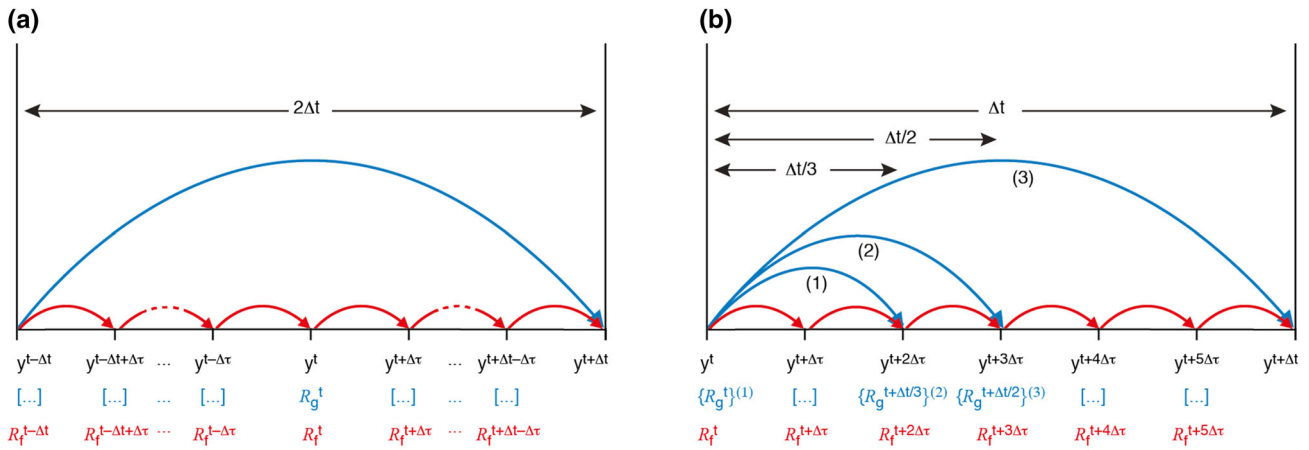 (a)
2Δt
y^t−Δt y^t−Δt+Δτ ... y^t−Δτ y^t y^t+Δτ ... y^t+Δt−Δτ y^t+Δt
[...] [...] ... [...] R_g^t [...] ... [...]
R_f^t−Δt R_f^t−Δt+Δτ ... R_f^t−Δτ R_f^t R_f^t+Δτ ... R_f^t+Δt−Δτ
(b)
Δt
Δt/2
Δt/3
(3)
(2)
(1)
y^t y^t+Δτ y^t+2Δτ y^t+3Δτ y^t+4Δτ y^t+5Δτ y^t+Δt
{R_g^t}^(1) [...] {R_g^t+Δt/3}^(2) {R_g^t+Δt/2}^(3) [...] [...]
R_f^t R_f^t+Δτ R_f^t+2Δτ R_f^t+3Δτ R_f^t+4Δτ R_f^t+5Δτ